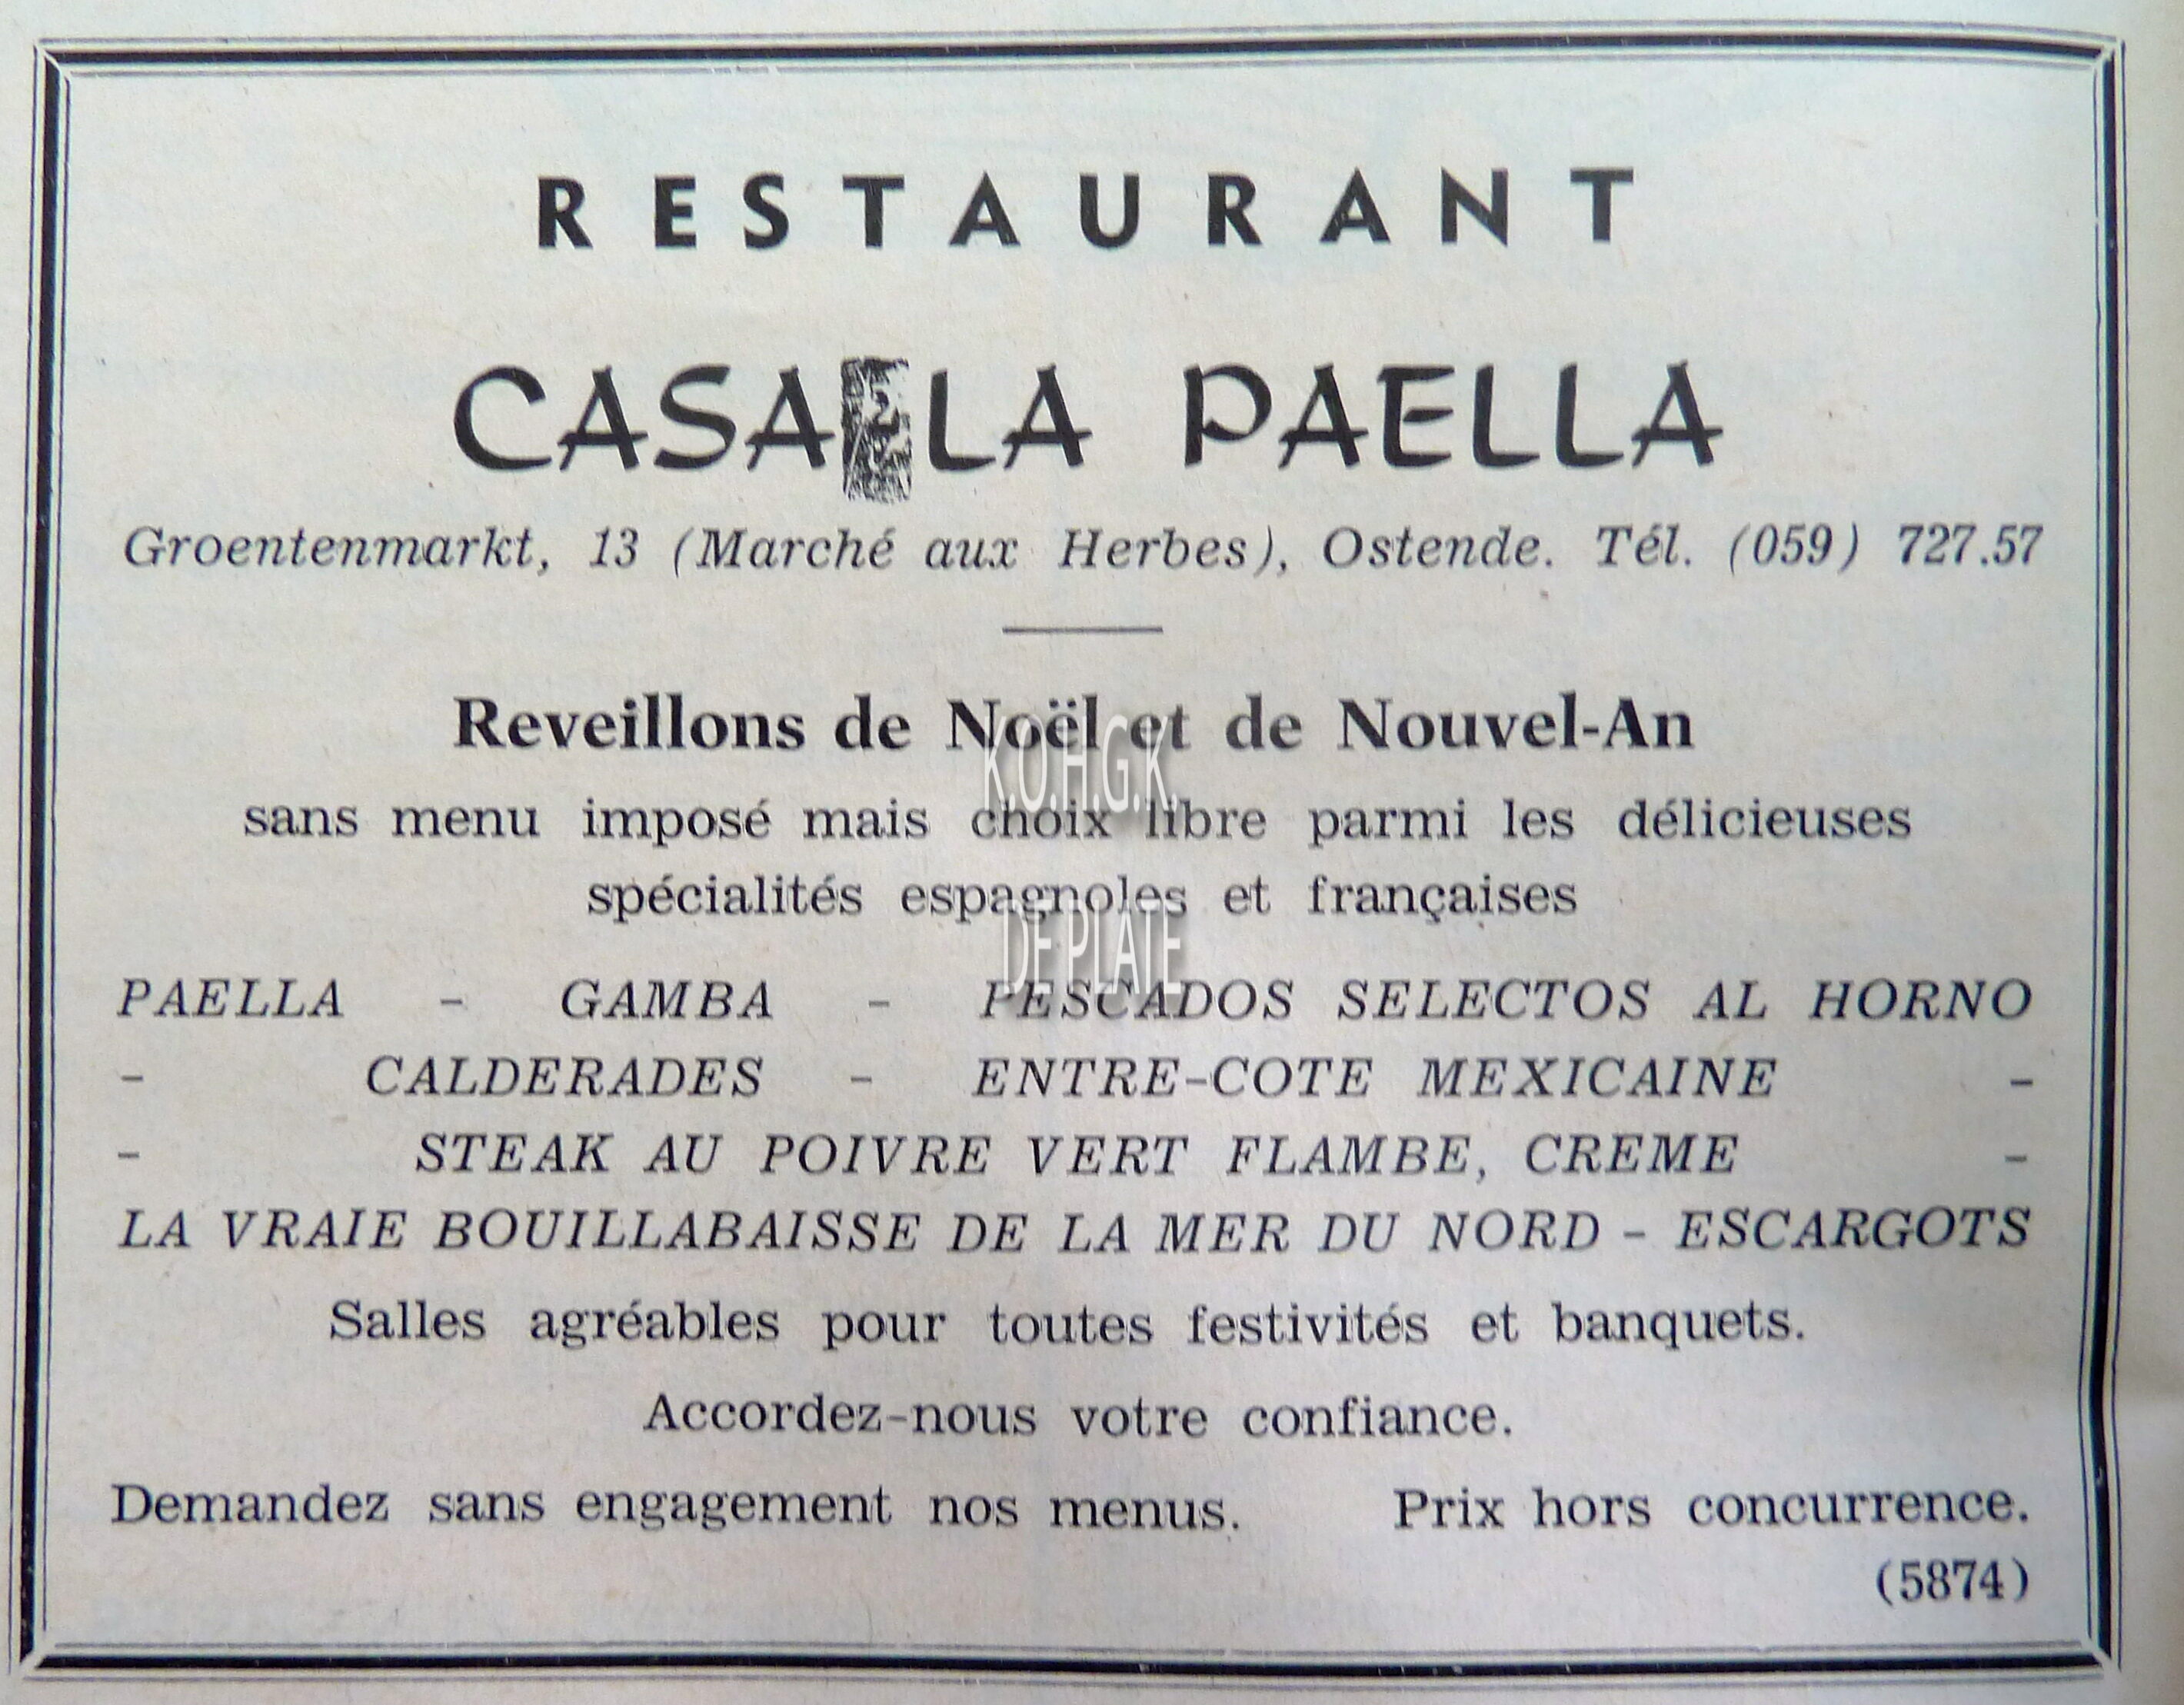 RESTAURANT
CASA LA PAELLA
Groentenmarkt, 13 (Marché aux Herbes), Ostende. Tél. (059) 727.57
Reveillons de Noël et de Nouvel-An
K.O.H.G.K.
sans menu imposé mais choix libre parmi les délicieuses
spécialités espagnoles et françaises
DE PLATE
PAELLA - GAMBA - PESCADOS SELECTOS AL HORNO
- CALDERADES - ENTRE-COTE MEXICAINE -
- STEAK AU POIVRE VERT FLAMBE, CREME -
LA VRAIE BOUILLABAISSE DE LA MER DU NORD - ESCARGOTS
Salles agréables pour toutes festivités et banquets.
Accordez-nous votre confiance.
Demandez sans engagement nos menus. Prix hors concurrence.
(5874)